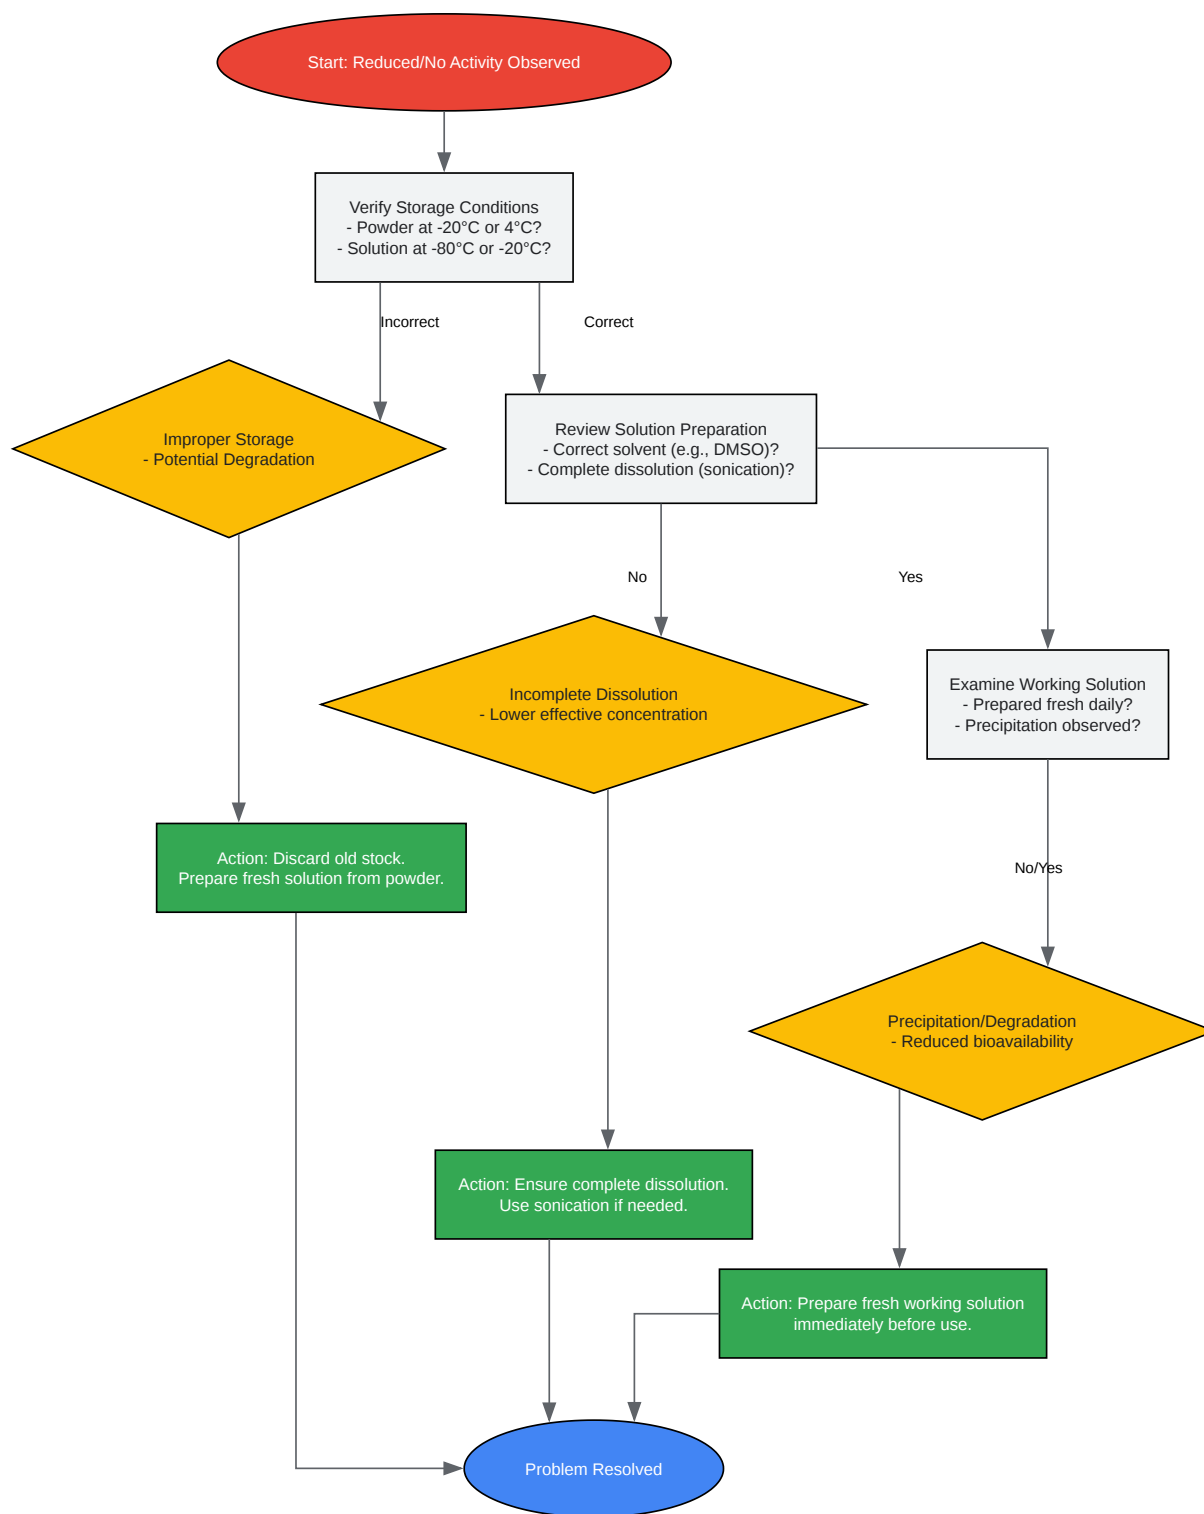 Start: Reduced/No Activity Observed
Verify Storage Conditions
- Powder at -20°C or 4°C?
- Solution at -80°C or -20°C?
Incorrect
Correct
Improper Storage
- Potential Degradation
Review Solution Preparation
- Correct solvent (e.g., DMSO)?
- Complete dissolution (sonication)?
No
Yes
Incomplete Dissolution
- Lower effective concentration
Examine Working Solution
- Prepared fresh daily?
- Precipitation observed?
Action: Discard old stock.
Prepare fresh solution from powder.
No/Yes
Precipitation/Degradation
- Reduced bioavailability
Action: Ensure complete dissolution.
Use sonication if needed.
Action: Prepare fresh working solution
immediately before use.
Problem Resolved